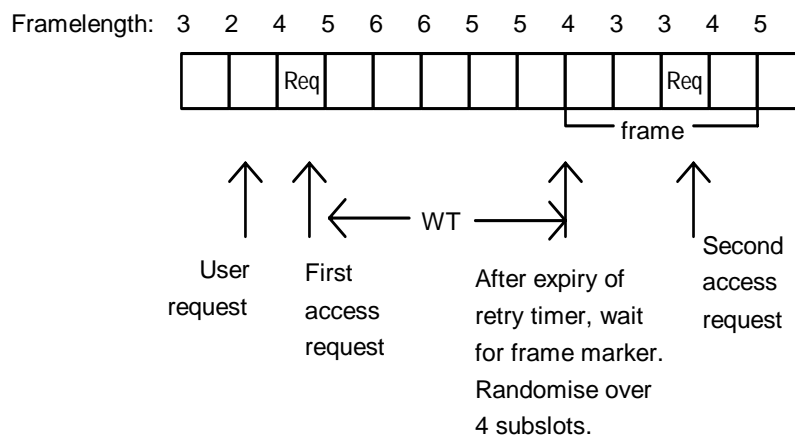 Framelength: 3 2 4 5 6 6 5 5 4 3 3 4 5
Req Req
frame
WT
User
request
First
access
request
After expiry of
retry timer, wait
for frame marker.
Randomise over
4 subslots.
Second
access
request